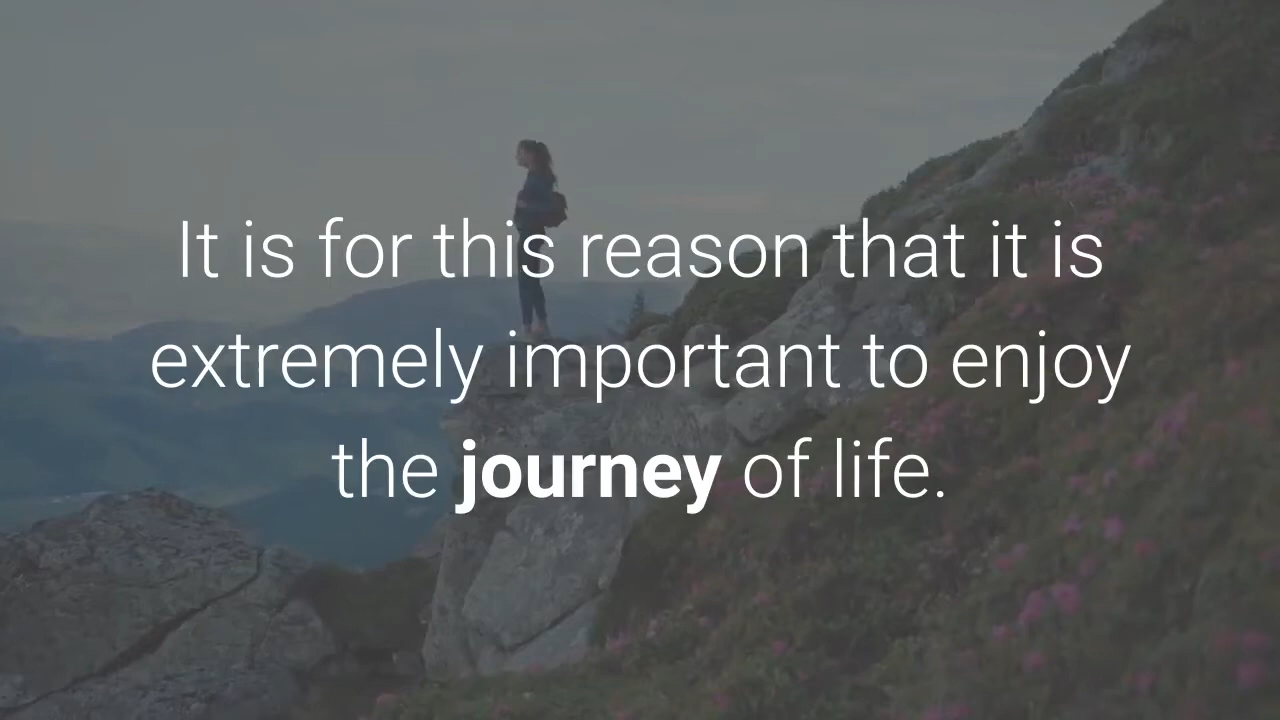 It is for this reason that it is
extremely important to enjoy
the journey of life.